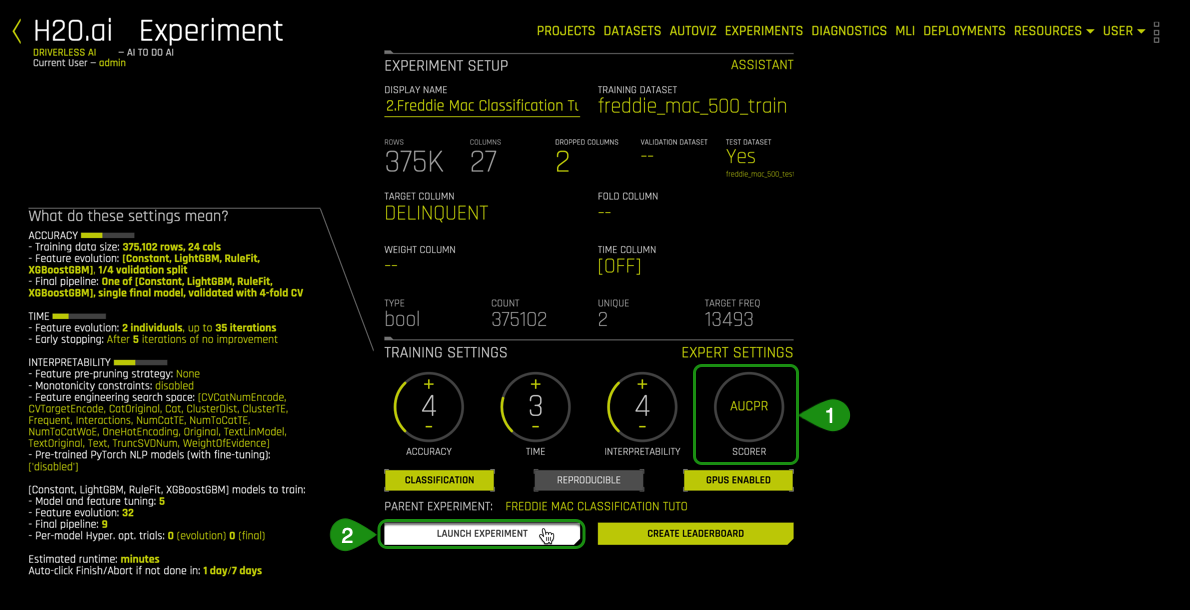 H2O.ai Experiment
DRIVERLESS AI — AI TO DO AI
Current User — admin
PROJECTS DATASETS AUTOVIZ EXPERIMENTS DIAGNOSTICS MLI DEPLOYMENTS RESOURCES USER
EXPERIMENT SETUP ASSISTANT
DISPLAY NAME TRAINING DATASET
2.Freddie Mac Classification Tu freddie_mac_500_train
ROWS COLUMNS DROPPED COLUMNS VALIDATION DATASET TEST DATASET
375K 27 2 -- Yes
freddie_mac_500_test
TARGET COLUMN FOLD COLUMN
DELINQUENT --
WEIGHT COLUMN TIME COLUMN
-- [OFF]
TYPE COUNT UNIQUE TARGET FREQ
bool 375102 2 13493
What do these settings mean?
ACCURACY
- Training data size: 375,102 rows, 24 cols
- Feature evolution: [Constant, LightGBM, RuleFit,
XGBoostGBM], 1/4 validation split
- Final pipeline: One of [Constant, LightGBM, RuleFit,
XGBoostGBM], single final model, validated with 4-fold CV
TIME
- Feature evolution: 2 individuals, up to 35 iterations
- Early stopping: After 5 iterations of no improvement
INTERPRETABILITY
- Feature pre-pruning strategy: None
- Monotonicity constraints: disabled
- Feature engineering search space: [CVCatNumEncode,
CVTargetEncode, CatOriginal, Cat, ClusterDist, ClusterTE,
Frequent, Interactions, NumCatTE, NumToCatTE,
NumToCatWoE, OneHotEncoding, Original, TextLinModel,
TextOriginal, Text, TruncSVDNum, WeightOfEvidence]
- Pre-trained PyTorch NLP models (with fine-tuning):
['disabled']
[Constant, LightGBM, RuleFit, XGBoostGBM] models to train:
- Model and feature tuning: 5
- Feature evolution: 32
- Final pipeline: 9
- Per-model Hyper. opt. trials: 0 (evolution) 0 (final)
Estimated runtime: minutes
Auto-click Finish/Abort if not done in: 1 day/7 days
TRAINING SETTINGS EXPERT SETTINGS
+ + +
4 3 4 AUCPR
- - -
ACCURACY TIME INTERPRETABILITY SCORER
1
CLASSIFICATION REPRODUCIBLE GPUS ENABLED
PARENT EXPERIMENT: FREDDIE MAC CLASSIFICATION TUTO
2
LAUNCH EXPERIMENT CREATE LEADERBOARD